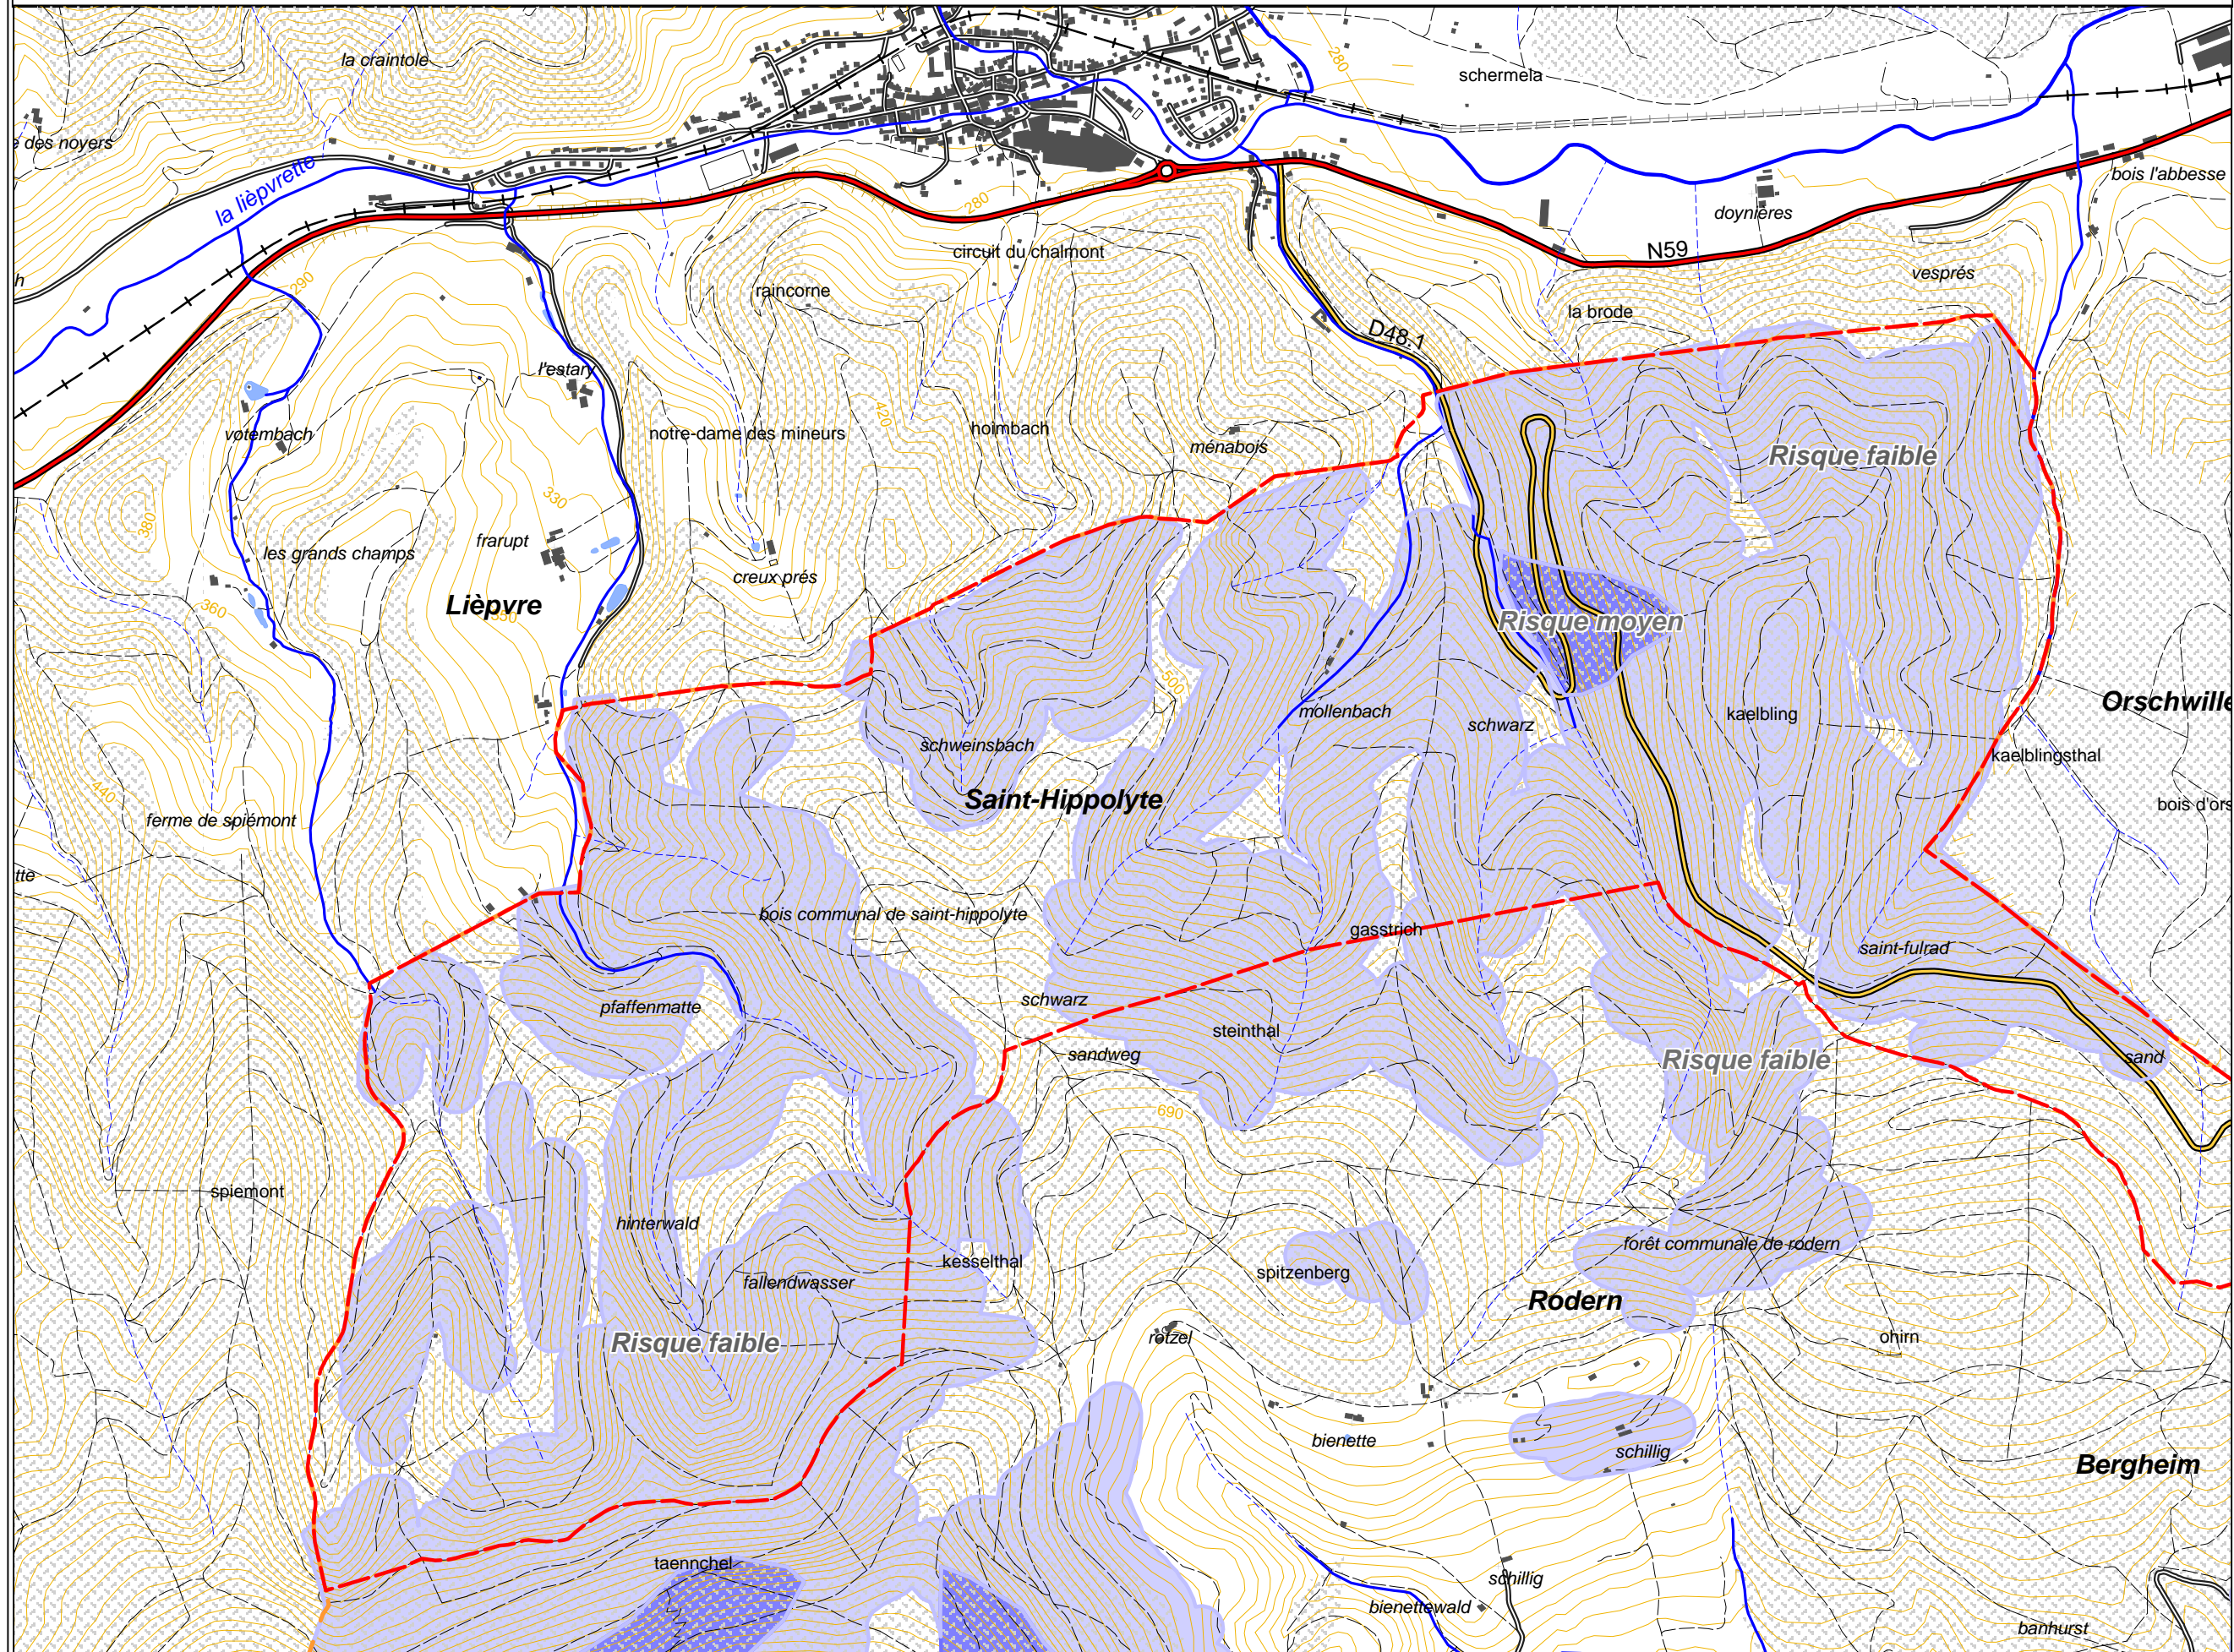 la craintole
280
schermela
e des noyers
la lièpvrette
bois l'abbesse
280
doynières
N59
circuit du chalmont
h
290
raincorne
vesprés
la brode
D48.1
l'estary
420
votembach
notre-dame des mineurs
hoimbach
ménabois
Risque faible
330
380
les grands champs
frarupt
creux prés
Lièpvre
360
350
Risque moyen
560
Orschwille
mollenbach
schwarz
kaelbling
schweinsbach
kaelblingsthal
440
Saint-Hippolyte
bois d'ors
ferme de spiémont
tte
bois communal de saint-hippolyte
gasstrich
saint-fulrad
pfaffenmatte
schwarz
steinthal
sandweg
Risque faible
sand
690
spiemont
hinterwald
forêt communale de rodern
kesselthal
spitzenberg
fallendwasser
Rodern
Risque faible
rotzel
ohirn
bienette
schillig
Bergheim
taennchel
schillig
bienettewald
banhurst